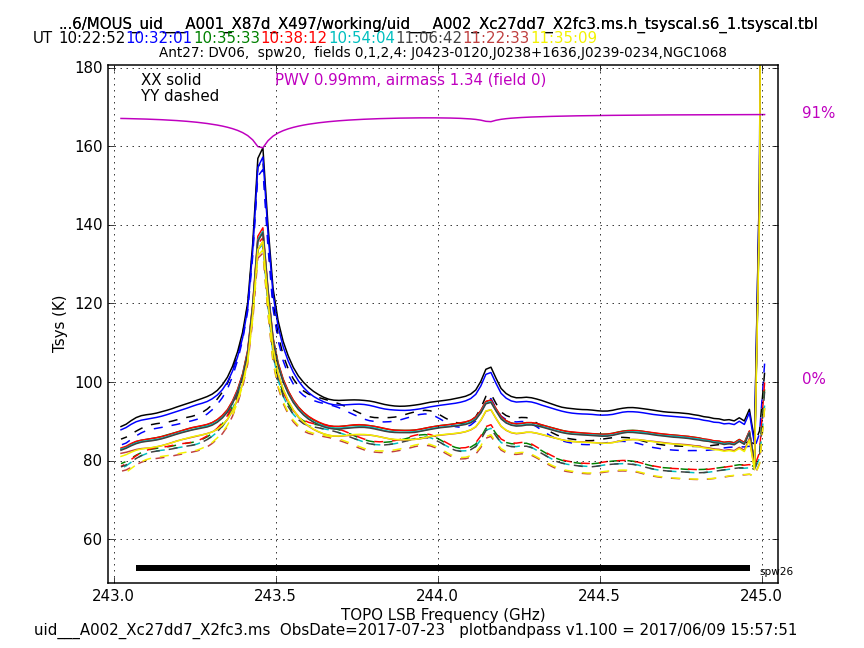 ...6/MOUS_uid___A001_X87d_X497/working/uid___A002_Xc27dd7_X2fc3.ms.h_tsyscal.s6_1.tsyscal.tbl
UT 10:22:52 10:32:01 10:35:33 10:38:12 10:54:04 11:06:42 11:22:33 11:35:09
Ant27: DV06, spw20, fields 0,1,2,4: J0423-0120,J0238+1636,J0239-0234,NGC1068
XX solid
YY dashed
PWV 0.99mm, airmass 1.34 (field 0)
91%
0%
180
160
140
120
100
80
60
Tsys (K)
spw26
243.0 243.5 244.0 244.5 245.0
TOPO LSB Frequency (GHz)
uid___A002_Xc27dd7_X2fc3.ms ObsDate=2017-07-23 plotbandpass v1.100 = 2017/06/09 15:57:51